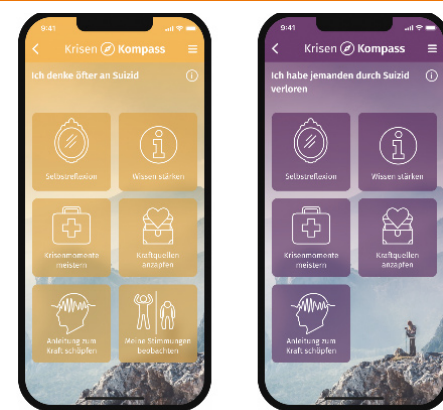 9:41
Krisen Kompass
Ich denke öfter an Suizid
Selbstreflexion
Wissen stärken
Krisenmomente
meistern
Kraftquellen
anzapfen
Anleitung zum
Kraft schöpfen
Meine Stimmungen
beobachten
9:41
Krisen Kompass
Ich habe jemanden durch Suizid
verloren
Selbstreflexion
Wissen stärken
Krisenmomente
meistern
Kraftquellen
anzapfen
Anleitung zum
Kraft schöpfen